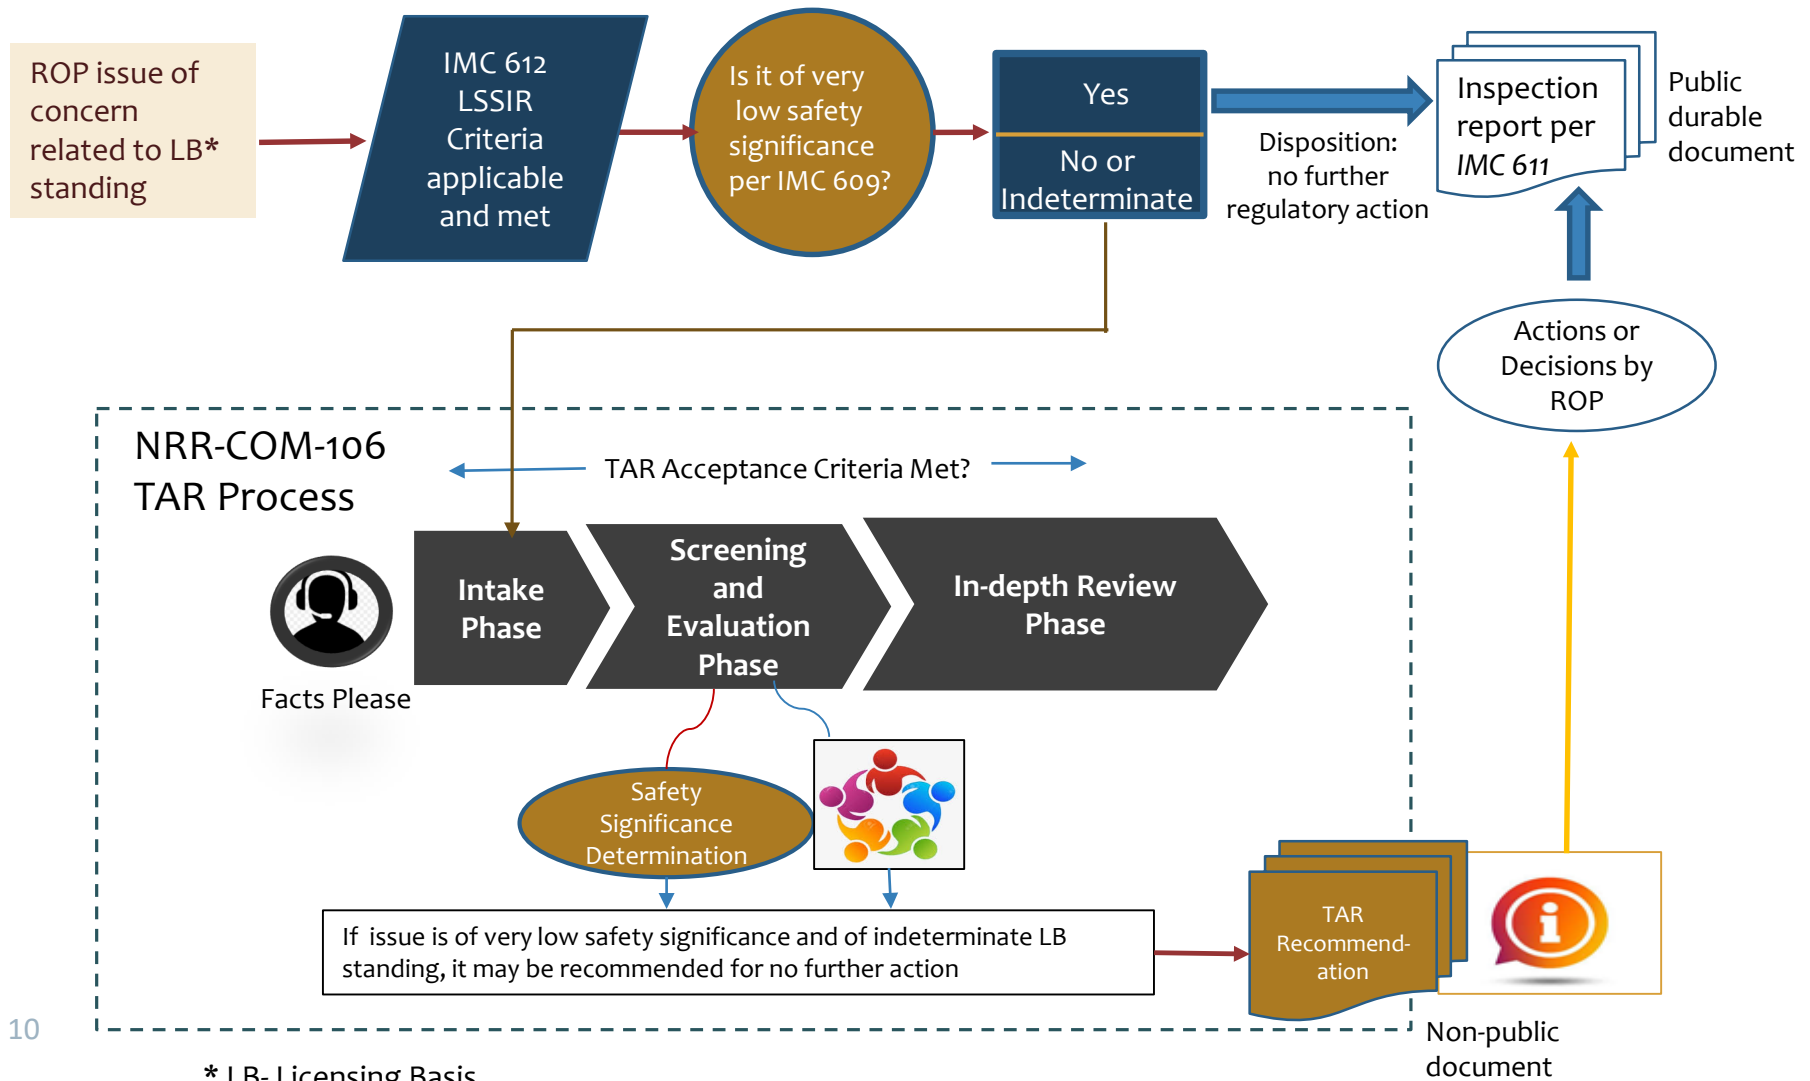 ROP issue of
concern
related to LB*
standing
IMC 612
LSSIR
Criteria
applicable
and met
Is it of very
low safety
significance
per IMC 609?
Yes
No or
Indeterminate
Disposition:
no further
regulatory action
Inspection
report per
IMC 611
Public
durable
document
Actions or
Decisions by
ROP
NRR-COM-106
TAR Process
TAR Acceptance Criteria Met?
Facts Please
Intake
Phase
Screening
and
Evaluation
Phase
In-depth Review
Phase
Safety
Significance
Determination
If issue is of very low safety significance and of indeterminate LB
standing, it may be recommended for no further action
TAR
Recommend-
ation
i
Non-public
document
10
* LB- Licensing Basis